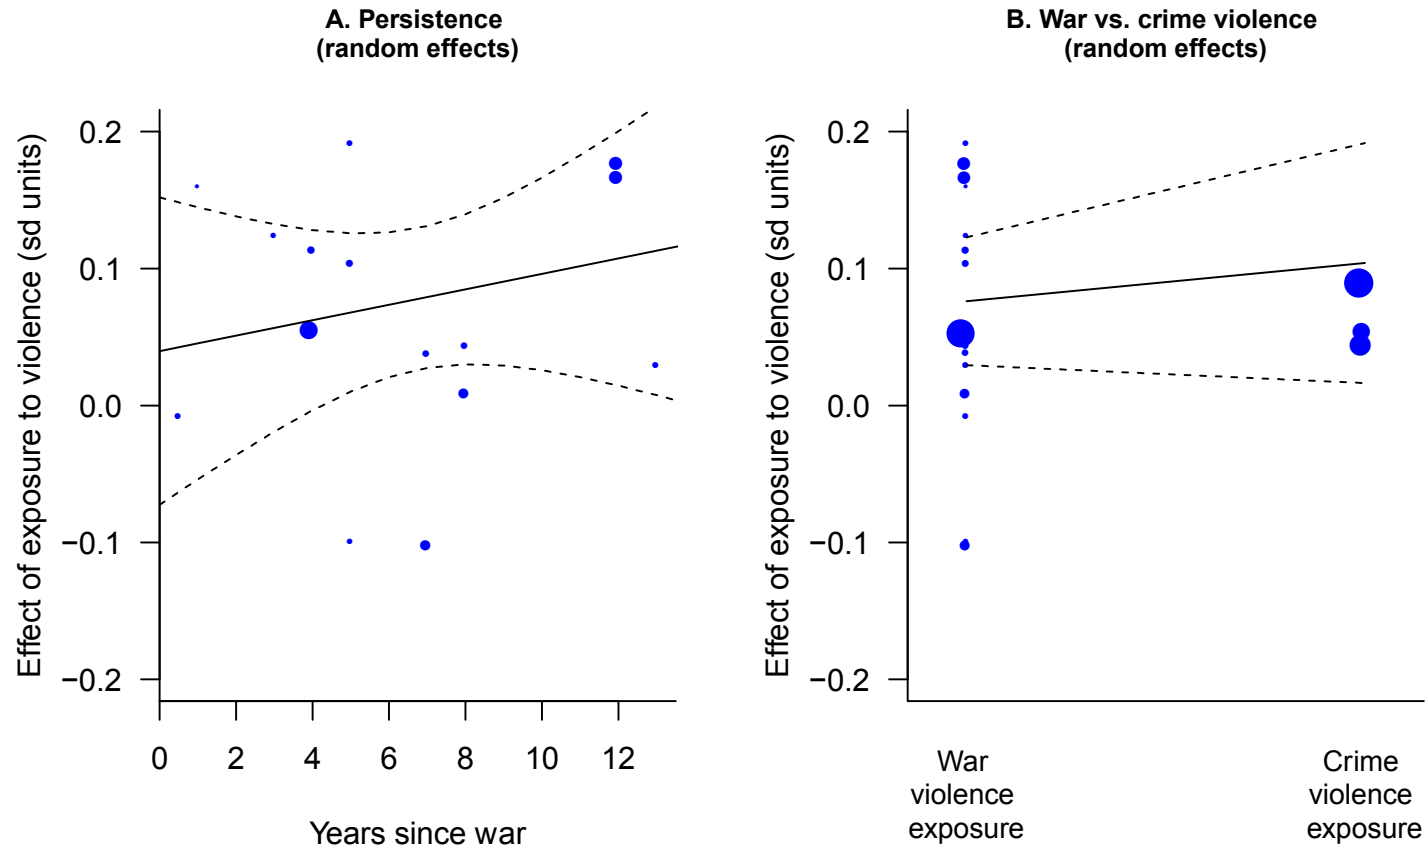 A. Persistence
(random effects)
Effect of exposure to violence (sd units)
0.2
0.1
0.0
−0.1
−0.2
0 2 4 6 8 10 12
Years since war
B. War vs. crime violence
(random effects)
Effect of exposure to violence (sd units)
0.2
0.1
0.0
−0.1
−0.2
War
violence
exposure
Crime
violence
exposure